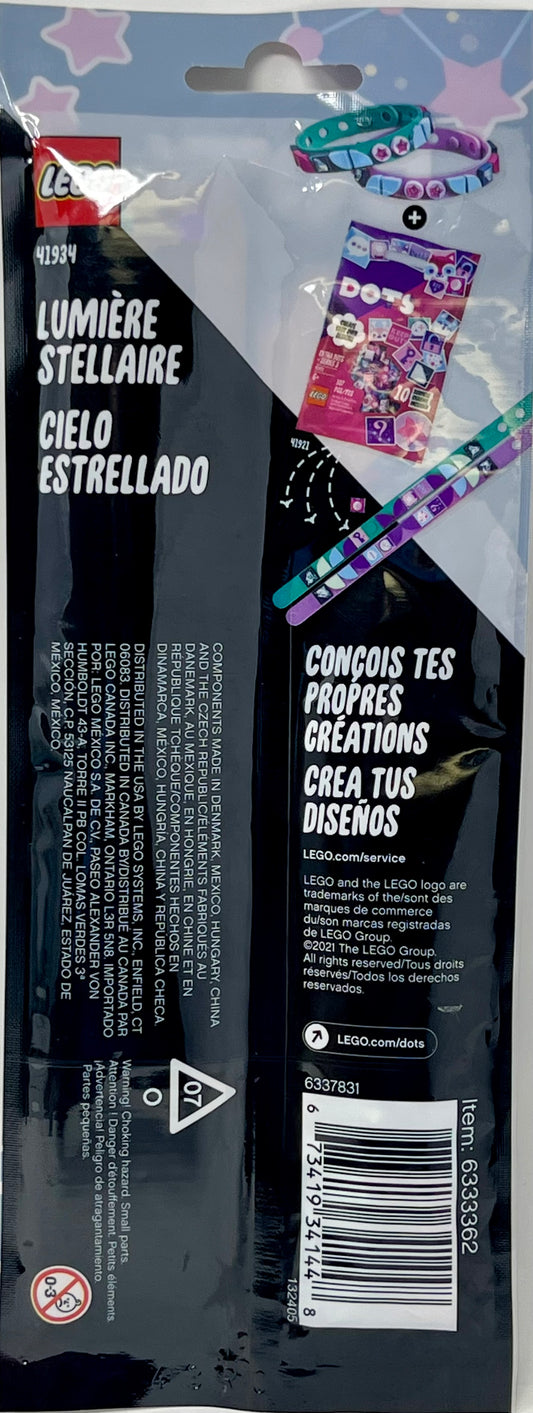 LEGO
41934
LUMIÈRE
STELLAIRE
CIELO
ESTRELLADO
+
DOTS
EXTRA DOTS
10
LEGO
41921
CONÇOIS TES
PROPRES
CRÉATIONS
CREA TUS
DISEÑOS
LEGO.com/service
LEGO and the LEGO logo are
trademarks of the/sont des
marques de commerce
du/son marcas registradas
de LEGO Group.
©2021 The LEGO Group.
All rights reserved/Tous droits
réservés/Todos los derechos
reservados.
LEGO.com/dots
COMPONENTS MADE IN DENMARK, MEXICO, HUNGARY, CHINA
AND THE CZECH REPUBLIC/ÉLÉMENTS FABRIQUÉS AU
DANEMARK, AU MEXIQUE, EN HONGRIE, EN CHINE ET EN
RÉPUBLIQUE TCHÈQUE/COMPONENTES HECHOS EN
DINAMARCA, MÉXICO, HUNGRÍA, CHINA Y REPÚBLICA CHECA
DISTRIBUTED IN THE USA BY LEGO SYSTEMS, INC., ENFIELD, CT
06083. DISTRIBUTED IN CANADA BY/DISTRIBUÉ AU CANADA PAR
LEGO CANADA INC., MARKHAM, ONTARIO L3R 5N8. IMPORTADO
POR: LEGO MÉXICO S.A. DE C.V., PASEO ALEXANDER VON
HUMBOLDT 43-A, TORRE II PB COL. LOMAS VERDES 3ª
SECCIÓN, C.P. 53125 NAUCALPAN DE JUÁREZ, ESTADO DE
MÉXICO, MÉXICO.
07
Warning! Choking hazard. Small parts.
Attention ! Danger d'étouffement. Petits éléments.
¡Advertencia! Peligro de atragantamiento.
Partes pequeñas.
0-3
6337831
Item: 6333362
6 73419 34144 8
132405